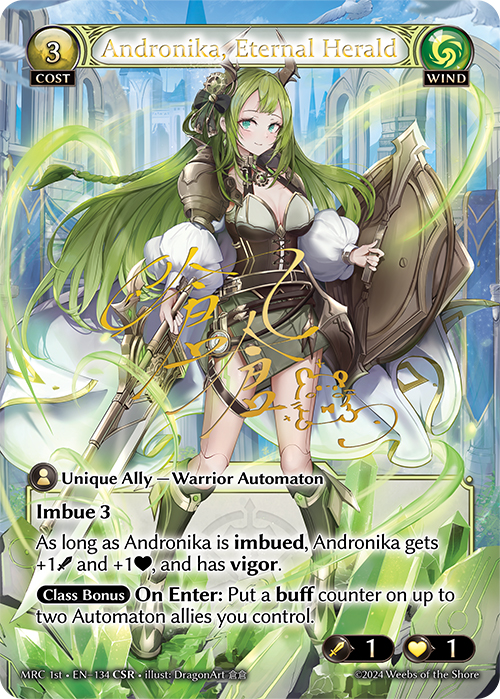 3
COST
Andronika, Eternal Herald
WIND
Unique Ally — Warrior Automaton
Imbue 3
As long as Andronika is imbued, Andronika gets
+1 and +1, and has vigor.
Class Bonus On Enter: Put a buff counter on up to
two Automaton allies you control.
1 1
MRC 1st • EN-134 CSR • illust: DragonArt 倉倉
©2024 Weebs of the Shore